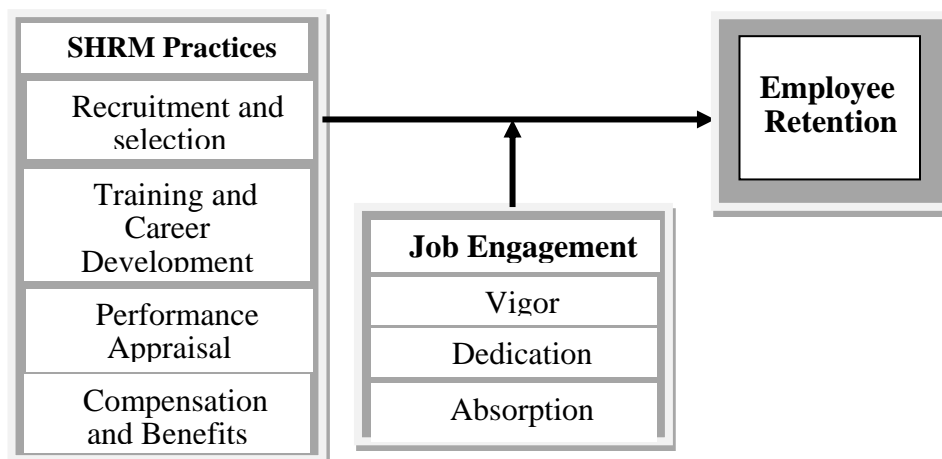 SHRM Practices
Recruitment and
selection
Training and
Career
Development
Performance
Appraisal
Compensation
and Benefits
Job Engagement
Vigor
Dedication
Absorption
Employee
Retention